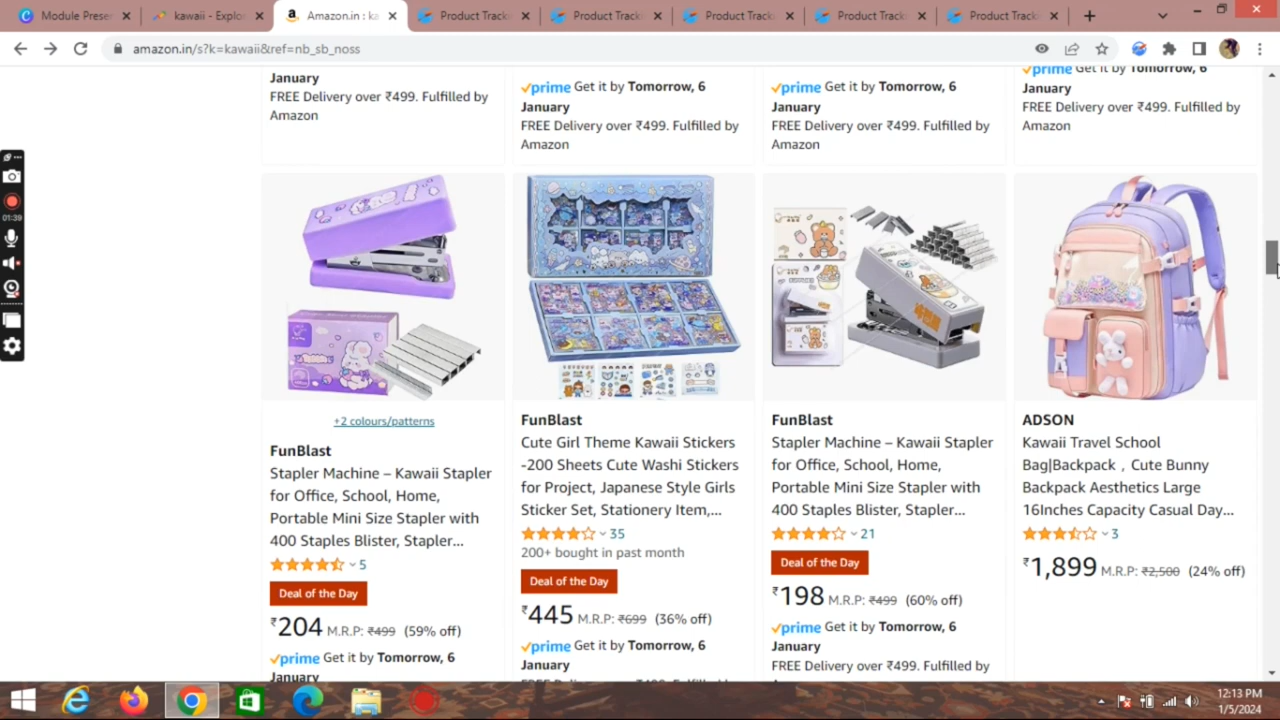 Module Presen
kawaii - Explor
Amazon.in : ka
Product Track
Product Track
Product Track
Product Track
Product Track
amazon.in/s?k=kawaii&ref=nb_sb_noss
January
FREE Delivery over ₹499. Fulfilled by
Amazon
prime Get it by Tomorrow, 6
January
FREE Delivery over ₹499. Fulfilled by
Amazon
prime Get it by Tomorrow, 6
January
FREE Delivery over ₹499. Fulfilled by
Amazon
prime Get it by Tomorrow, 6
January
FREE Delivery over ₹499. Fulfilled by
Amazon
01:39
+2 colours/patterns
FunBlast
Stapler Machine – Kawaii Stapler
for Office, School, Home,
Portable Mini Size Stapler with
400 Staples Blister, Stapler...
5
Deal of the Day
₹204 M.R.P: ₹499 (59% off)
prime Get it by Tomorrow, 6
January
FunBlast
Cute Girl Theme Kawaii Stickers
-200 Sheets Cute Washi Stickers
for Project, Japanese Style Girls
Sticker Set, Stationery Item,...
35
200+ bought in past month
Deal of the Day
₹445 M.R.P: ₹699 (36% off)
prime Get it by Tomorrow, 6
January
FunBlast
Stapler Machine – Kawaii Stapler
for Office, School, Home,
Portable Mini Size Stapler with
400 Staples Blister, Stapler...
21
Deal of the Day
₹198 M.R.P: ₹499 (60% off)
prime Get it by Tomorrow, 6
January
FREE Delivery over ₹499. Fulfilled by
ADSON
Kawaii Travel School
Bag|Backpack , Cute Bunny
Backpack Aesthetics Large
16Inches Capacity Casual Day...
3
₹1,899 M.R.P: ₹2,500 (24% off)
12:13 PM
1/5/2024